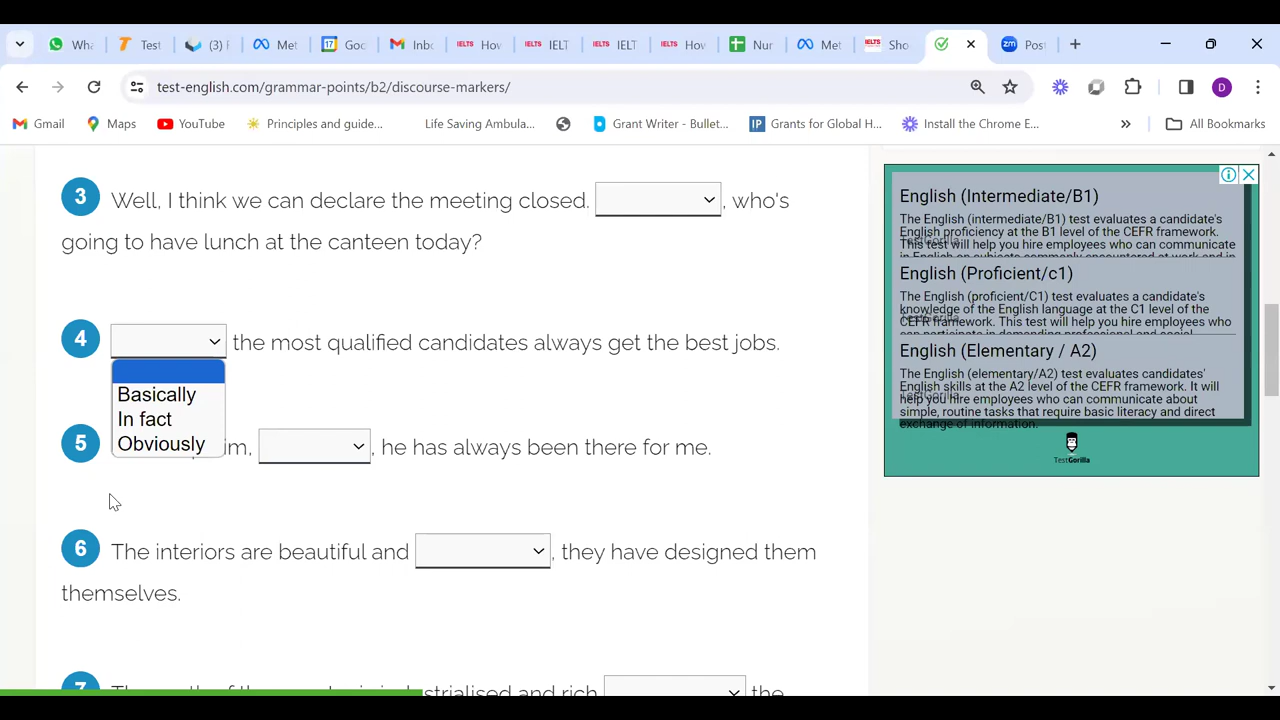 Wha
Test
(3) F
Met
Goo
Inbo
How
IELT
IELT
How
Nur
Met
Sho
Pos
test-english.com/grammar-points/b2/discourse-markers/
D
Gmail
Maps
YouTube
Principles and guide...
Life Saving Ambula...
Grant Writer - Bullet...
Grants for Global H...
Install the Chrome E...
»
All Bookmarks
3 Well, I think we can declare the meeting closed. , who's
going to have lunch at the canteen today?
4 the most qualified candidates always get the best jobs.
Basically
In fact
Obviously
5 im, , he has always been there for me.
6 The interiors are beautiful and , they have designed them
themselves.
7 strialised and rich the
English (Intermediate/B1)
The English (intermediate/B1) test evaluates a candidate's
English proficiency at the B1 level of the CEFR framework.
This test will help you hire employees who can communicate
English (Proficient/c1)
The English (proficient/C1) test evaluates a candidate's
knowledge of the English language at the C1 level of the
CEFR framework. This test will help you hire employees who
English (Elementary / A2)
The English (elementary/A2) test evaluates candidates'
English skills at the A2 level of the CEFR framework. It will
help you hire employees who can communicate about
simple, routine tasks that require basic literacy and direct
exchange of information.
TestGorilla